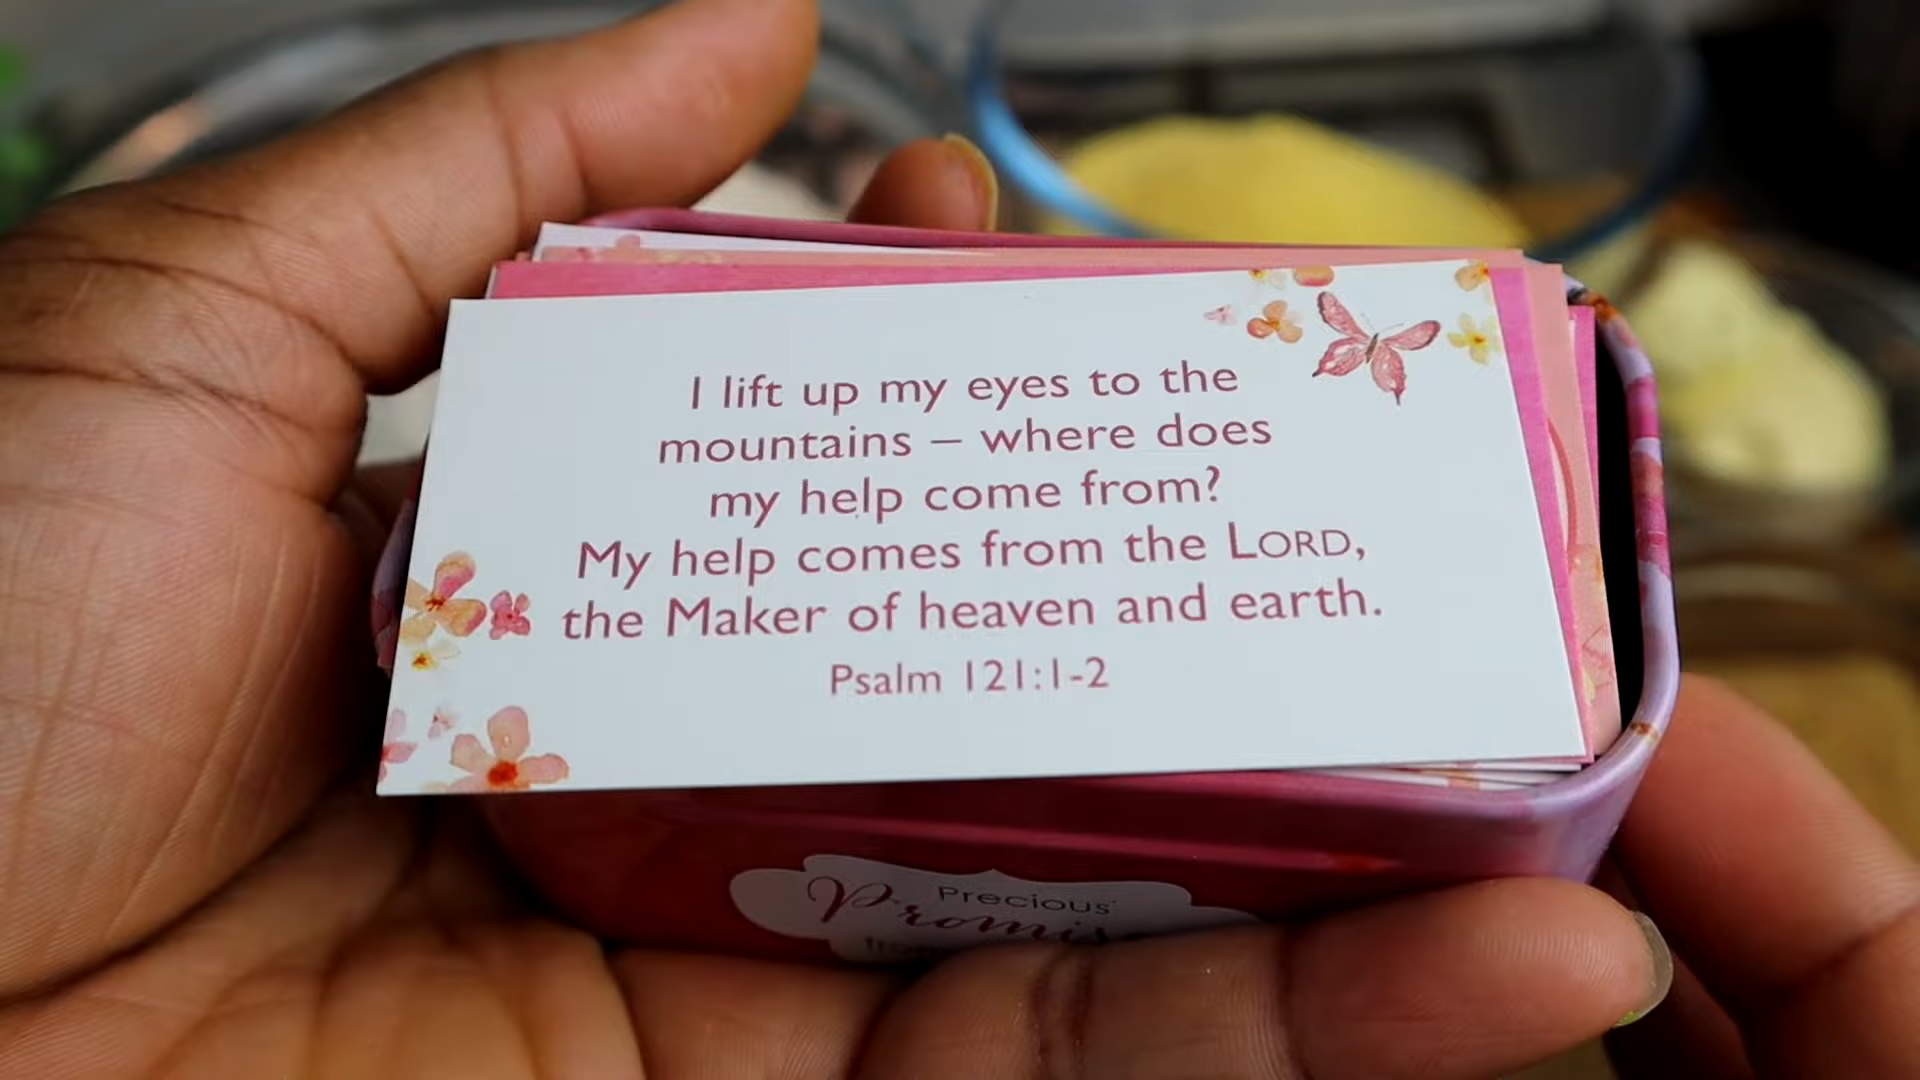 I lift up my eyes to the
mountains – where does
my help come from?
My help comes from the LORD,
the Maker of heaven and earth.
Psalm 121:1-2
Precious